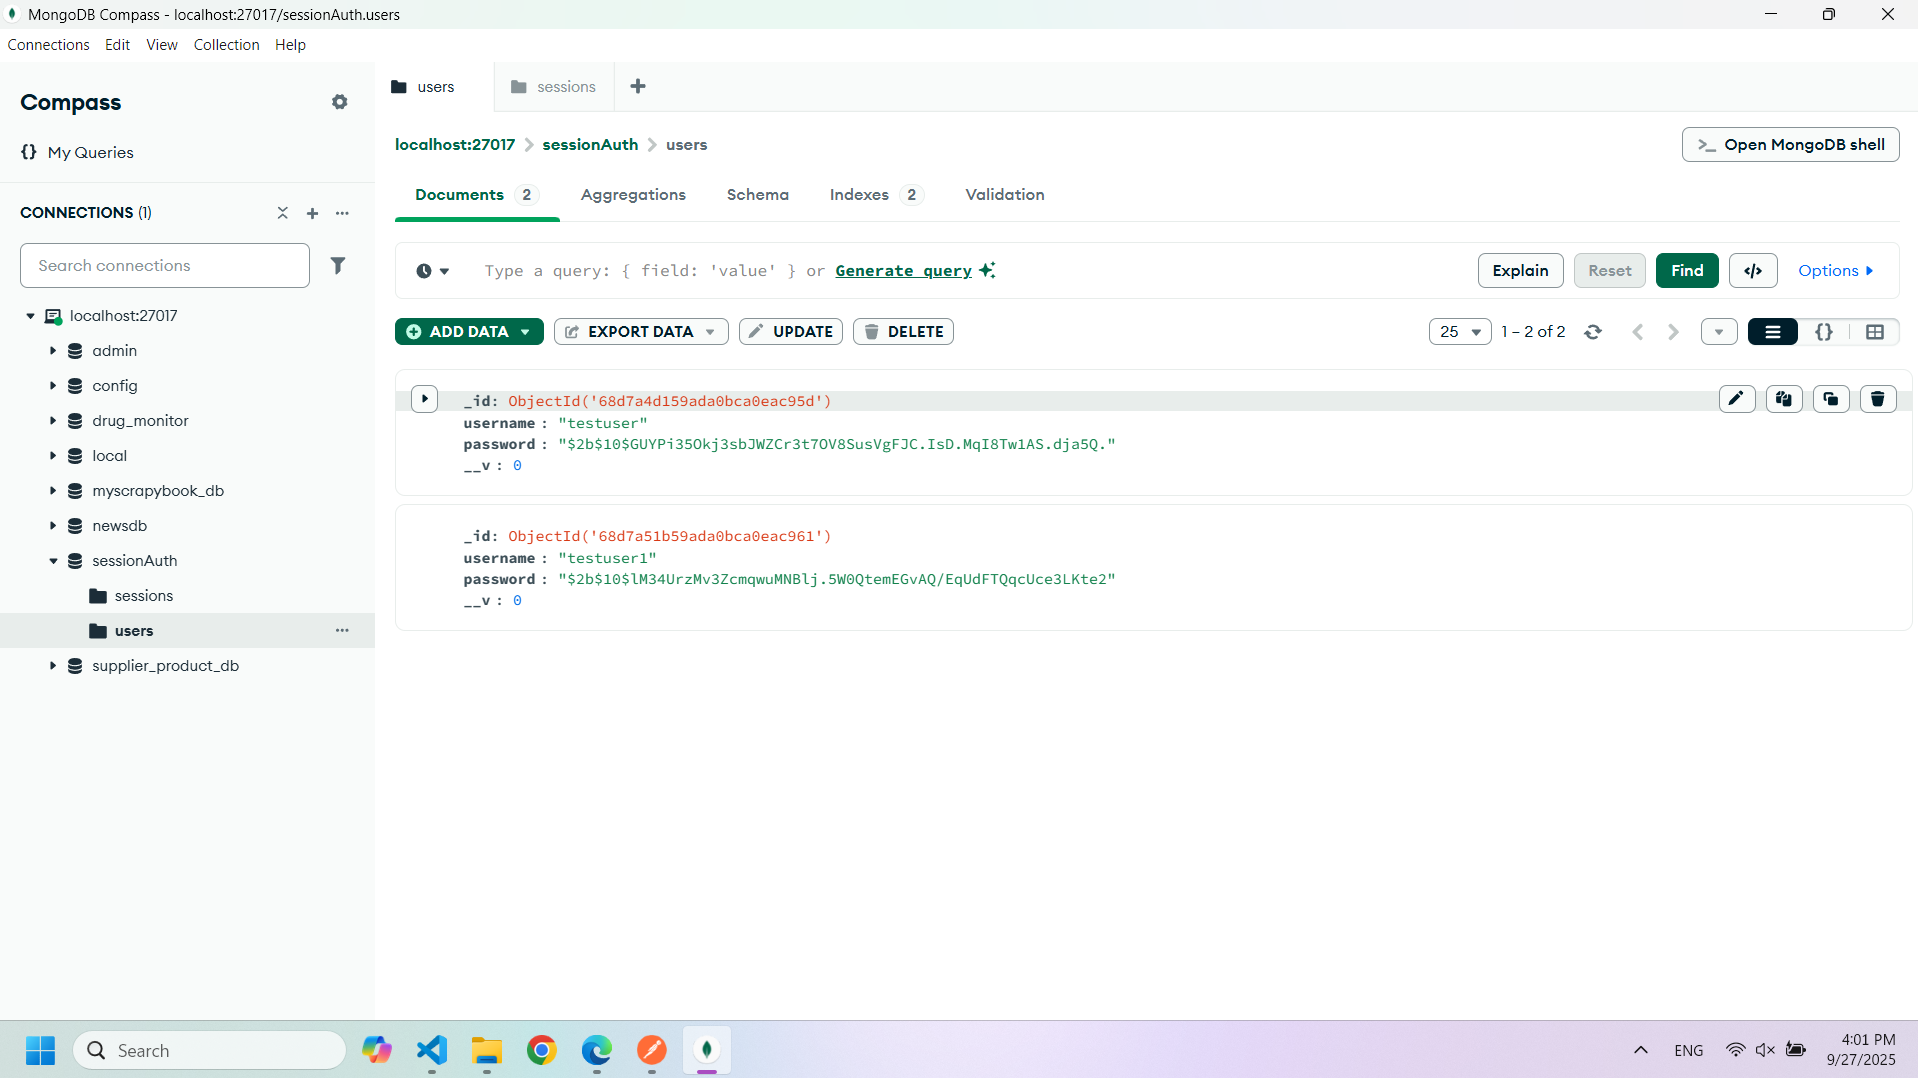 MongoDB Compass - localhost:27017/sessionAuth.users
Connections Edit View Collection Help
Compass
{} My Queries
CONNECTIONS (1)
Search connections
localhost:27017
admin
config
drug_monitor
local
myscrapybook_db
newsdb
sessionAuth
sessions
users
supplier_product_db
users
sessions
localhost:27017 > sessionAuth > users
>_ Open MongoDB shell
Documents 2 Aggregations Schema Indexes 2 Validation
Type a query: { field: 'value' } or Generate query
Explain Reset Find </> Options
ADD DATA EXPORT DATA UPDATE DELETE
25 1 – 2 of 2 {}
_id: ObjectId('68d7a4d159ada0bca0eac95d')
username : "testuser"
password : "$2b$10$GUYPi35Okj3sbJWZCr3t7OV8SusVgFJC.IsD.MqI8Tw1AS.dja5Q."
__v : 0
_id: ObjectId('68d7a51b59ada0bca0eac961')
username : "testuser1"
password : "$2b$10$lM34UrzMv3ZcmqwuMNBlj.5W0QtemEGvAQ/EqUdFTQqcUce3LKte2"
__v : 0
Search
ENG
4:01 PM
9/27/2025